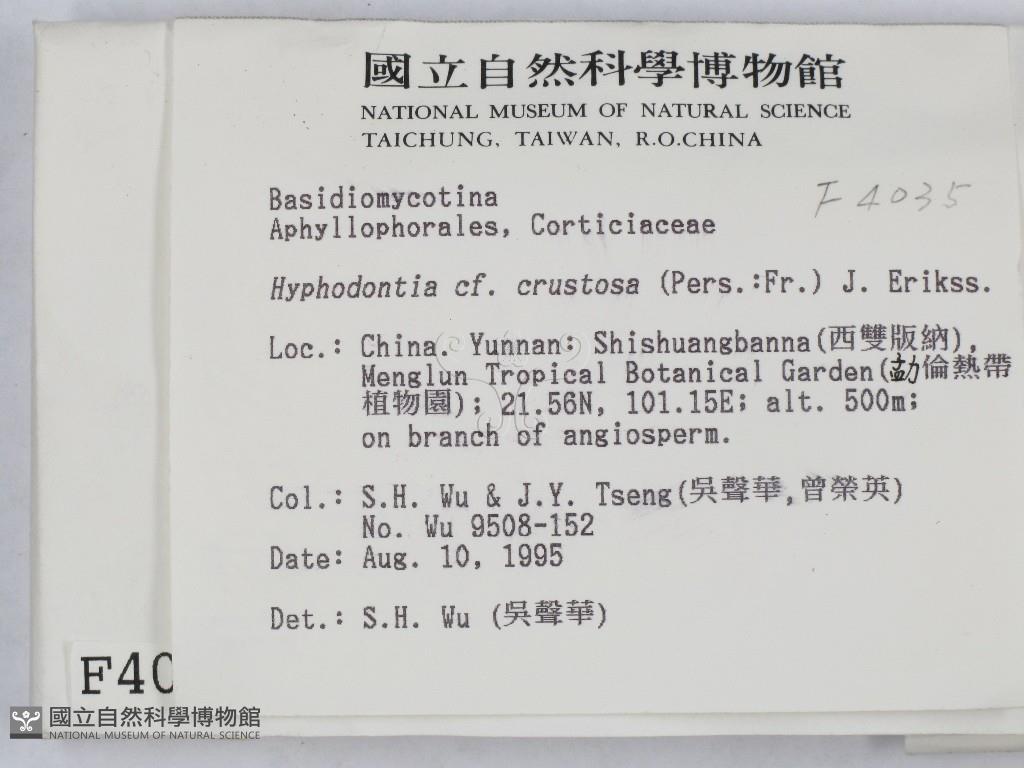 國立自然科學博物館
NATIONAL MUSEUM OF NATURAL SCIENCE
TAICHUNG, TAIWAN, R.O.CHINA
F4035
Basidiomycotina
Aphyllophorales, Corticiaceae
Hyphodontia cf. crustosa (Pers.:Fr.) J. Erikss.
Loc.: China. Yunnan: Shishuangbanna(西雙版納),
Menglun Tropical Botanical Garden(勐倫熱帶
植物園); 21.56N, 101.15E; alt. 500m;
on branch of angiosperm.
Col.: S.H. Wu & J.Y. Tseng(吳聲華,曾榮英)
No. Wu 9508-152
Date: Aug. 10, 1995
Det.: S.H. Wu (吳聲華)
F40
國立自然科學博物館
NATIONAL MUSEUM OF NATURAL SCIENCE